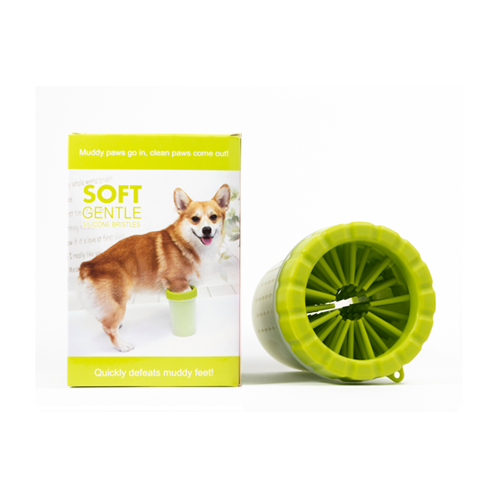 Muddy paws go in, clean paws come out!
SOFT
GENTLE
SILICONE BRISTLES
Quickly defeats muddy feet!